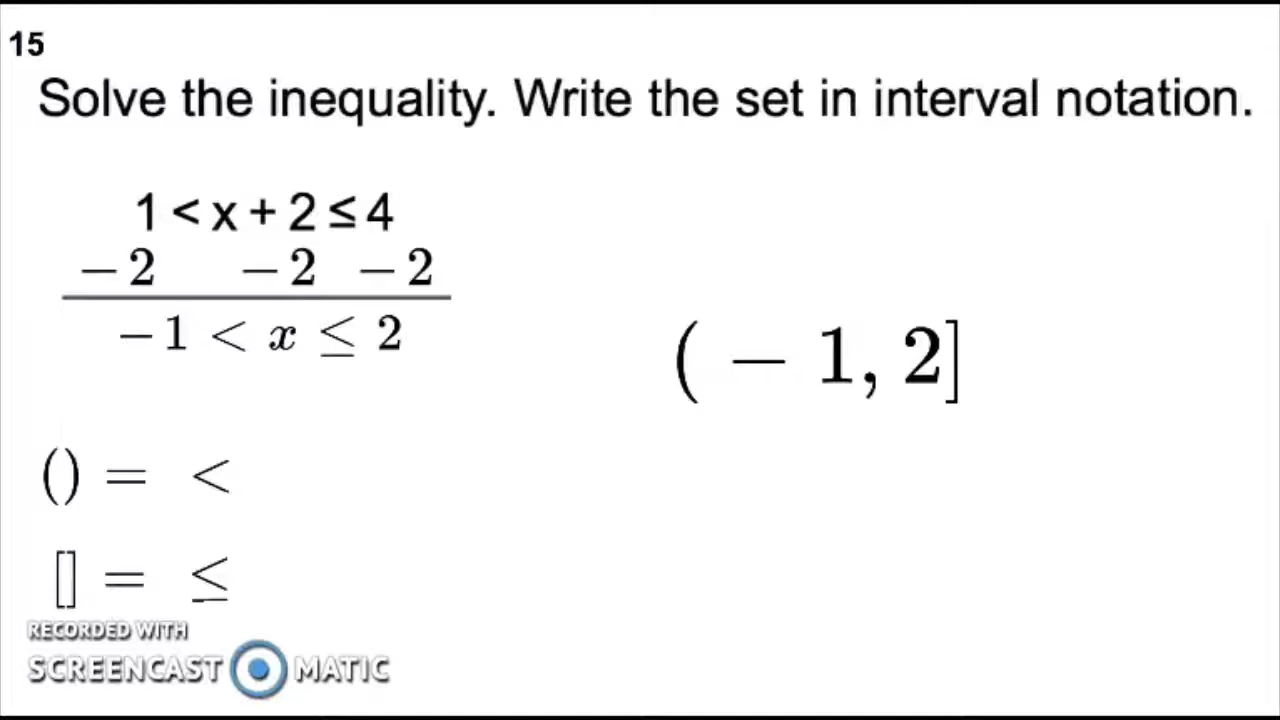 15
Solve the inequality. Write the set in interval notation.
1 < x + 2 ≤ 4
− 2 − 2 − 2
− 1 < x ≤ 2
( − 1, 2]
() = <
[] = ≤
RECORDED WITH
SCREENCAST MATIC